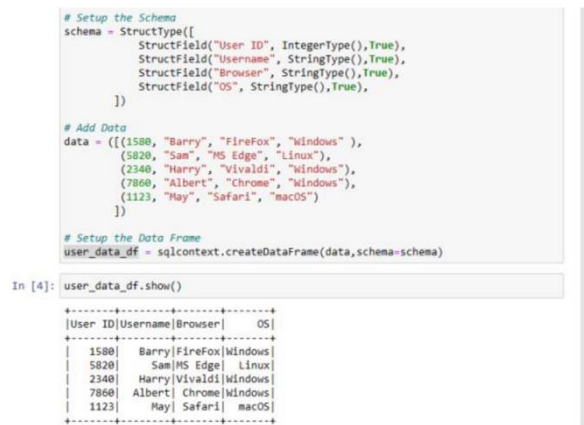 # Setup the Schema
schema = StructType([
            StructField("User ID", IntegerType(),True),
            StructField("Username", StringType(),True),
            StructField("Browser", StringType(),True),
            StructField("OS", StringType(),True),
        ])
# Add Data
data = ([(1580, "Barry", "FireFox", "Windows" ),
         (5820, "Sam", "MS Edge", "Linux"),
         (2340, "Harry", "Vivaldi", "Windows"),
         (7860, "Albert", "Chrome", "Windows"),
         (1123, "May", "Safari", "macOS")
        ])
# Setup the Data Frame
user_data_df = sqlcontext.createDataFrame(data,schema=schema)
In [4]: user_data_df.show()
+-------+--------+-------+-------+
|User ID|Username|Browser|     OS|
+-------+--------+-------+-------+
|   1580|   Barry|FireFox|Windows|
|   5820|     Sam|MS Edge|  Linux|
|   2340|   Harry|Vivaldi|Windows|
|   7860|  Albert| Chrome|Windows|
|   1123|     May| Safari|  macOS|
+-------+--------+-------+-------+